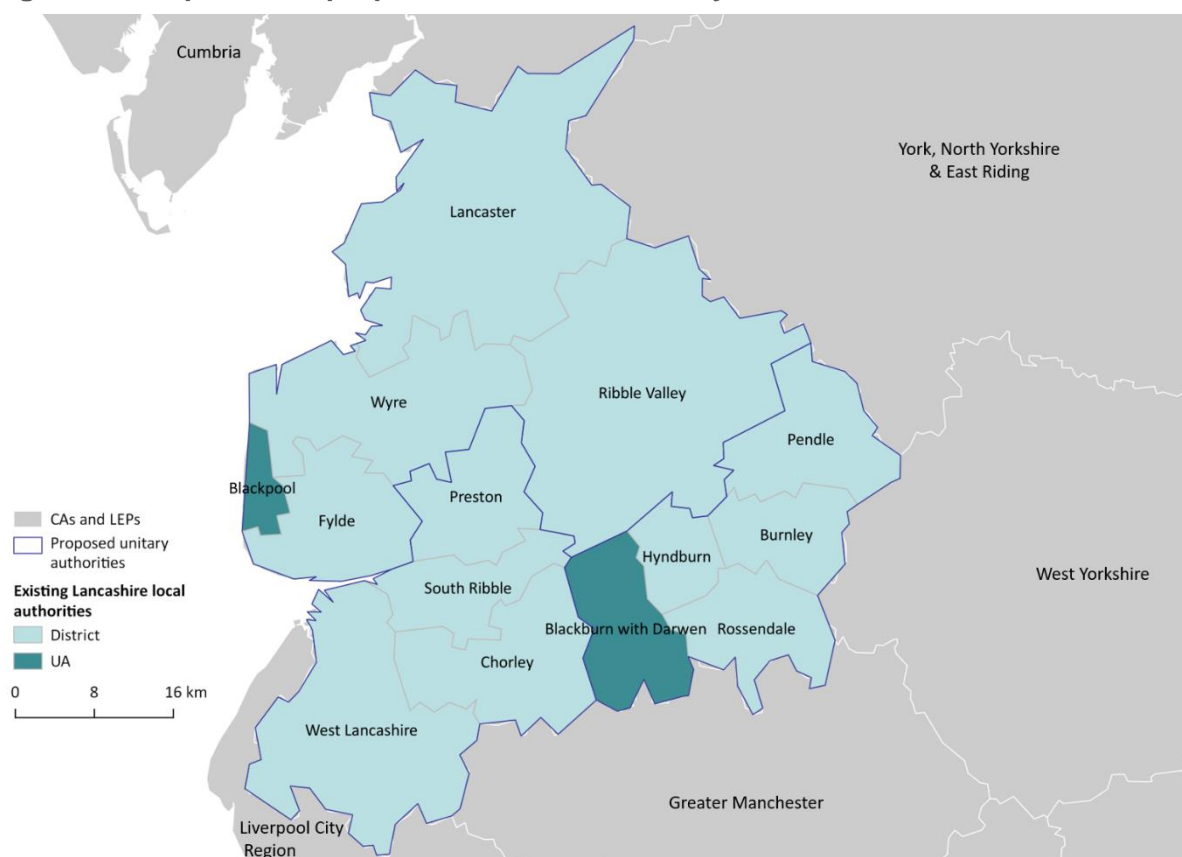 Cumbria
York, North Yorkshire
& East Riding
Lancaster
Ribble Valley
Wyre
Pendle
Blackpool
Preston
Fylde
Burnley
Hyndburn
CAs and LEPs
Proposed unitary
authorities
Existing Lancashire local
authorities
District
UA
0 8 16 km
South Ribble
West Yorkshire
Blackburn with Darwen
Rossendale
Chorley
West Lancashire
Greater Manchester
Liverpool City
Region